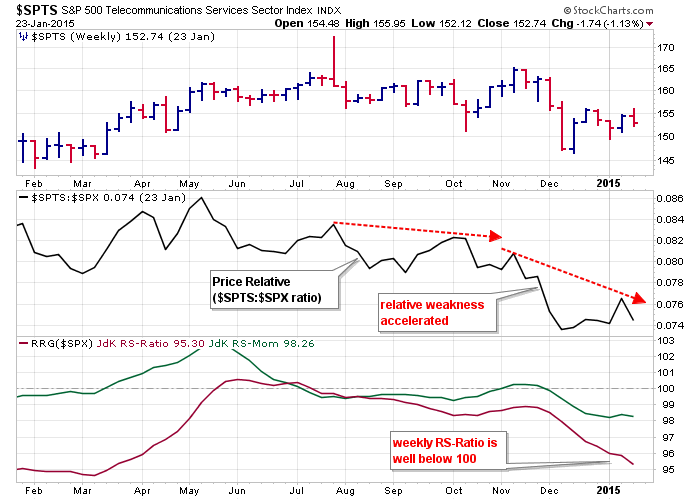 $SPTS S&P 500 Telecommunications Services Sector Index INDX © StockCharts.com
23-Jan-2015 Open 154.48 High 155.95 Low 152.12 Close 152.74 Chg -1.74 (-1.13%)
$SPTS (Weekly) 152.74 (23 Jan)
170
165
160
155
150
145
Feb Mar Apr May Jun Jul Aug Sep Oct Nov Dec 2015
$SPTS:$SPX 0.074 (23 Jan)
0.086
0.084
0.082
0.080
0.078
0.076
0.074
Price Relative
($SPTS:$SPX ratio)
relative weakness
accelerated
RRG($SPX) JdK RS-Ratio 95.30 JdK RS-Mom 98.26
103
102
101
100
99
98
97
96
95
weekly RS-Ratio is
well below 100
Feb Mar Apr May Jun Jul Aug Sep Oct Nov Dec 2015